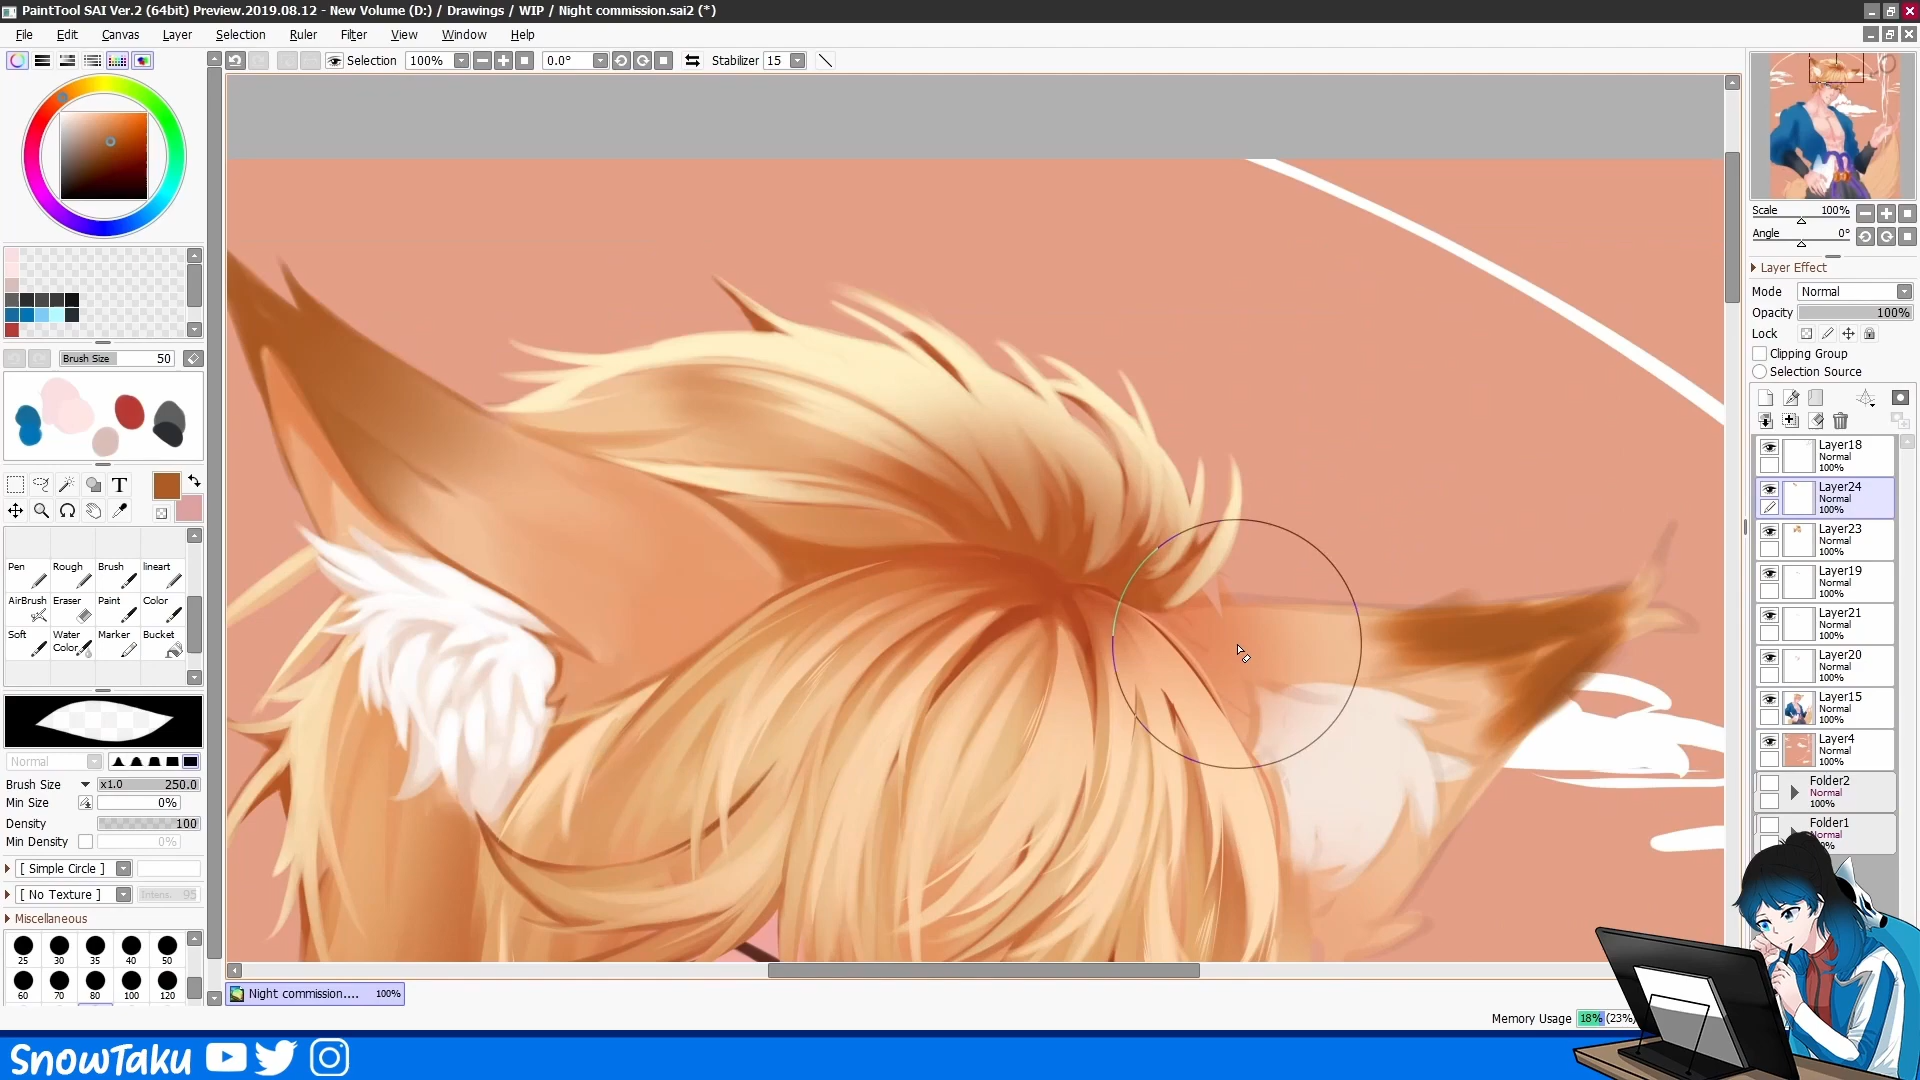 PaintTool SAI Ver.2 (64bit) Preview.2019.08.12 - New Volume (D:) / Drawings / WIP / Night commission.sai2 (*)
File Edit Canvas Layer Selection Ruler Filter View Window Help
Selection 100% 0.0° Stabilizer 15
Scale 100%
Angle 0°
Layer Effect
Mode Normal
Opacity 100%
Lock
Clipping Group
Selection Source
Brush Size 50
T
Pen Rough Brush lineart
AirBrush Eraser Paint Color
Soft Water Color Marker Bucket
Normal
Brush Size x1.0 250.0
Min Size 0%
Density 100
Min Density 0%
[ Simple Circle ]
[ No Texture ] Intens. 95
Miscellaneous
25 30 35 40 50
60 70 80 100 120
Layer18
Normal
100%
Layer24
Normal
100%
Layer23
Normal
100%
Layer19
Normal
100%
Layer21
Normal
100%
Layer20
Normal
100%
Layer15
Normal
100%
Layer4
Normal
100%
Folder2
Normal
100%
Folder1
Normal
Night commission.... 100%
Memory Usage 18% (23%)
SnowTaku